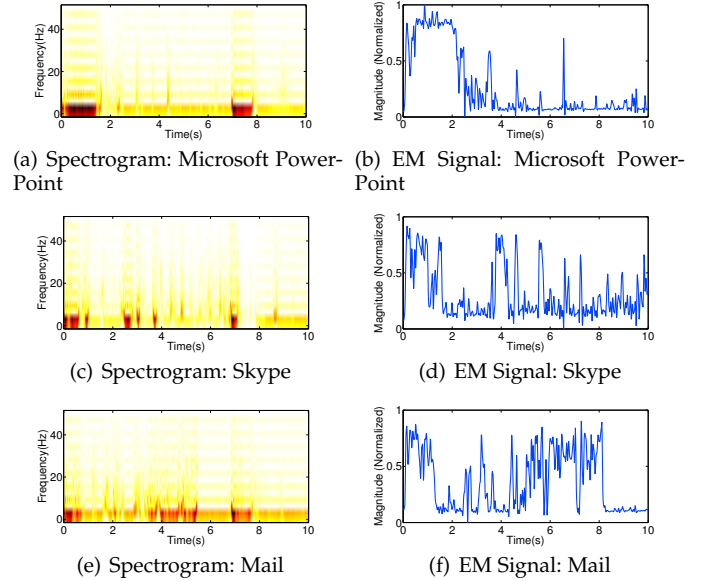 Frequency(Hz)
40
20
0
0 2 4 6 8 10
Time(s)
Magnitude (Normalized)
1
0.5
0
0 2 4 6 8 10
Time(s)
(a) Spectrogram: Microsoft Power-
Point
(b) EM Signal: Microsoft Power-
Point
Frequency(Hz)
40
20
0
0 2 4 6 8 10
Time(s)
Magnitude (Normalized)
1
0.5
0
0 2 4 6 8 10
Time(s)
(c) Spectrogram: Skype
(d) EM Signal: Skype
Frequency(Hz)
40
20
0
0 2 4 6 8 10
Time(s)
Magnitude (Normalized)
1
0.5
0
0 2 4 6 8 10
Time(s)
(e) Spectrogram: Mail
(f) EM Signal: Mail